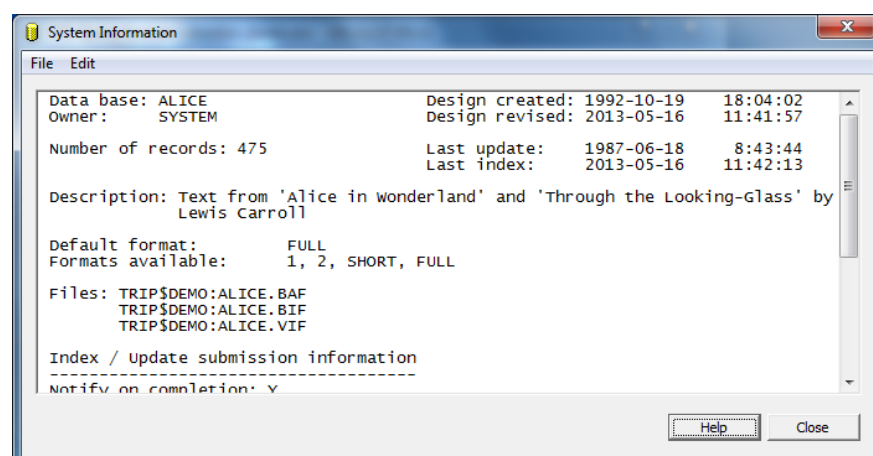 System Information
File Edit
Data base: ALICE Design created: 1992-10-19 18:04:02
Owner: SYSTEM Design revised: 2013-05-16 11:41:57
Number of records: 475 Last update: 1987-06-18 8:43:44
Last index: 2013-05-16 11:42:13
Description: Text from 'Alice in Wonderland' and 'Through the Looking-Glass' by
Lewis Carroll
Default format: FULL
Formats available: 1, 2, SHORT, FULL
Files: TRIP$DEMO:ALICE.BAF
TRIP$DEMO:ALICE.BIF
TRIP$DEMO:ALICE.VIF
Index / Update submission information
-------------------------------------
Notify on completion: Y
Help Close